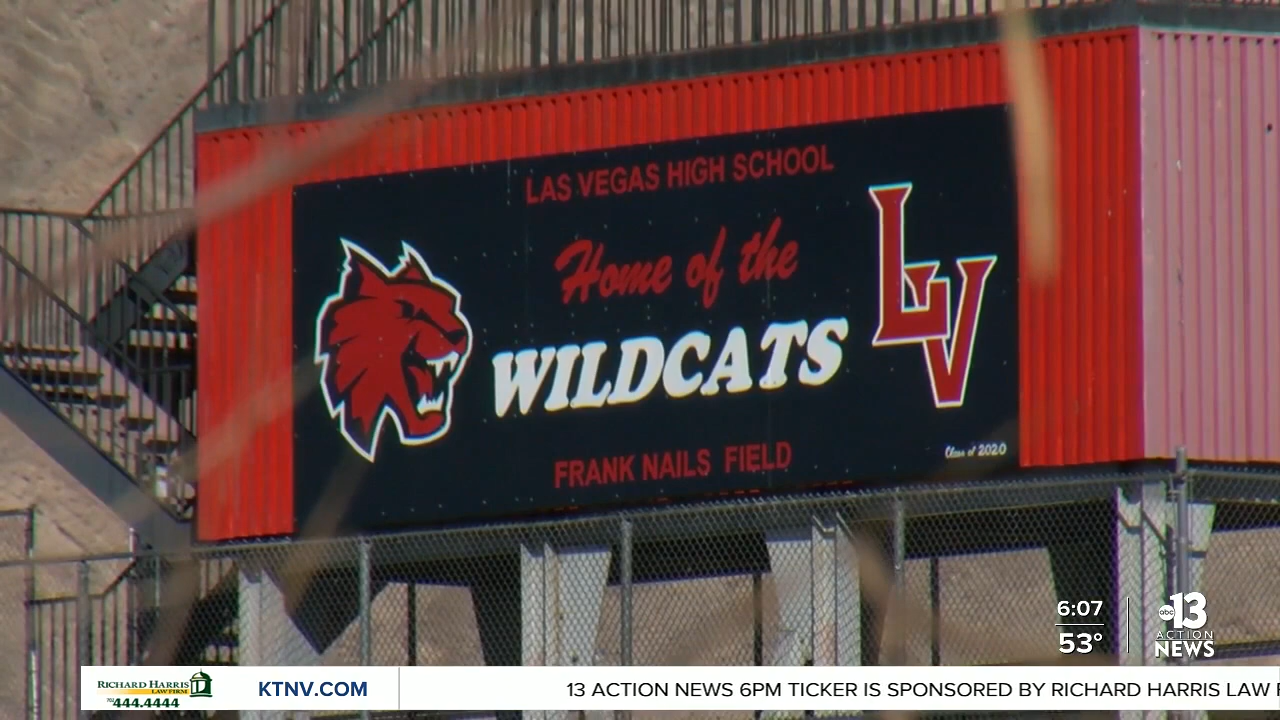 LAS VEGAS HIGH SCHOOL
Home of the
WILDCATS
LV
FRANK NAILS FIELD
Class of 2020
6:07
53°
abc 13
ACTION
NEWS
RICHARD HARRIS
LAW FIRM
702 444.4444
KTNV.COM
13 ACTION NEWS 6PM TICKER IS SPONSORED BY RICHARD HARRIS LAW